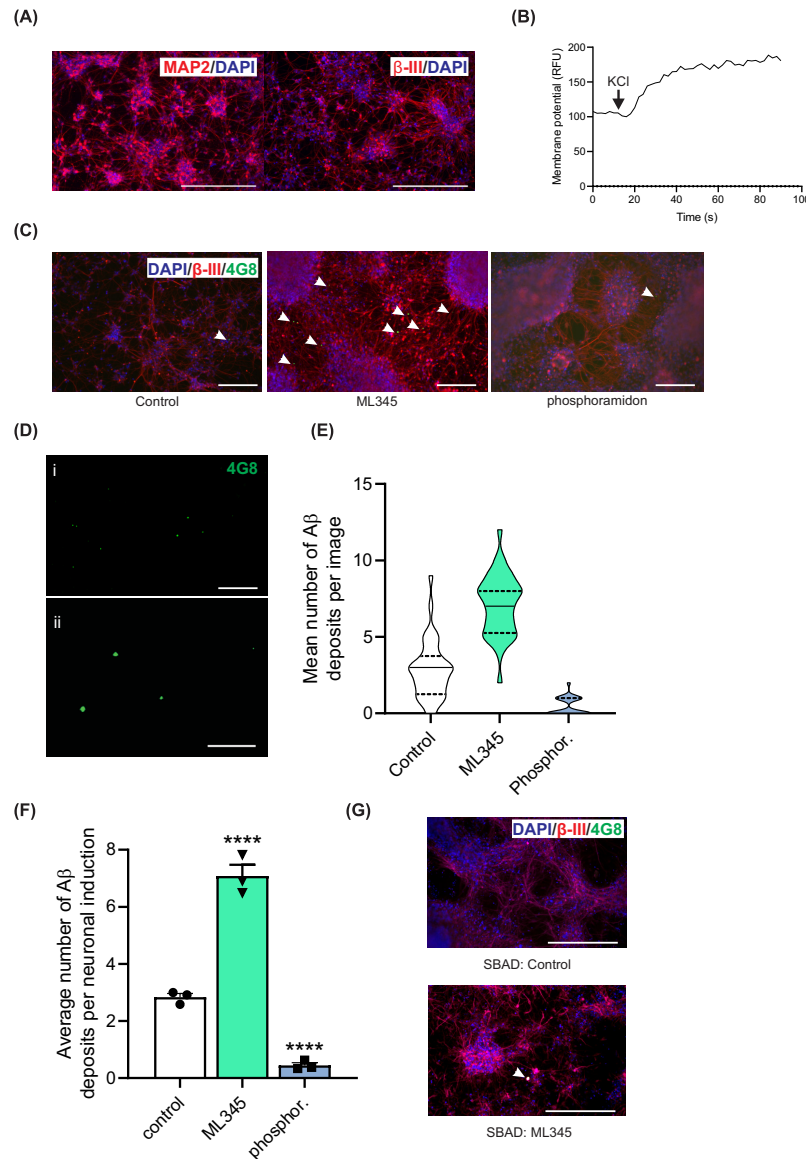 (A)
MAP2/DAPI
β-III/DAPI
(B)
Membrane potential (RFU)
200
150
100
50
0
KCl
0 20 40 60 80 100
Time (s)
(C)
DAPI/β-III/4G8
Control
ML345
phosphoramidon
(D)
i
4G8
ii
(E)
Mean number of Aβ
deposits per image
15
10
5
0
Control
ML345
Phosphor.
(F)
Average number of Aβ
deposits per neuronal induction
8
6
4
2
0
****
****
control
ML345
phosphor.
(G)
DAPI/β-III/4G8
SBAD: Control
SBAD: ML345